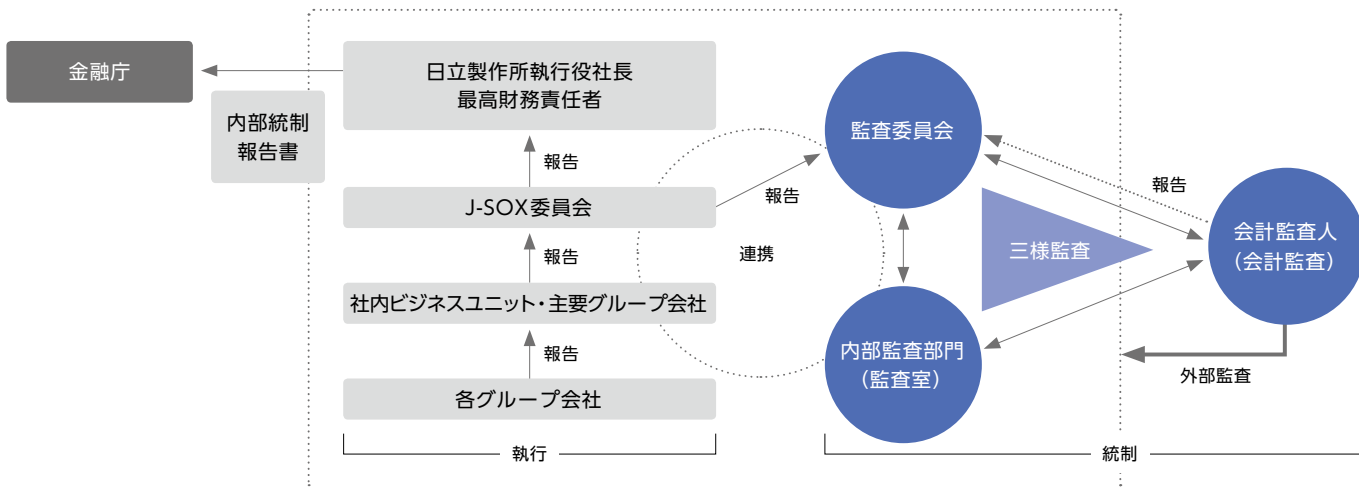 金融庁
内部統制
報告書
日立製作所執行役社長
最高財務責任者
報告
J-SOX委員会
報告
社内ビジネスユニット・主要グループ会社
報告
各グループ会社
執行
報告
連携
監査委員会
内部監査部門
（監査室）
三様監査
報告
会計監査人
（会計監査）
外部監査
統制